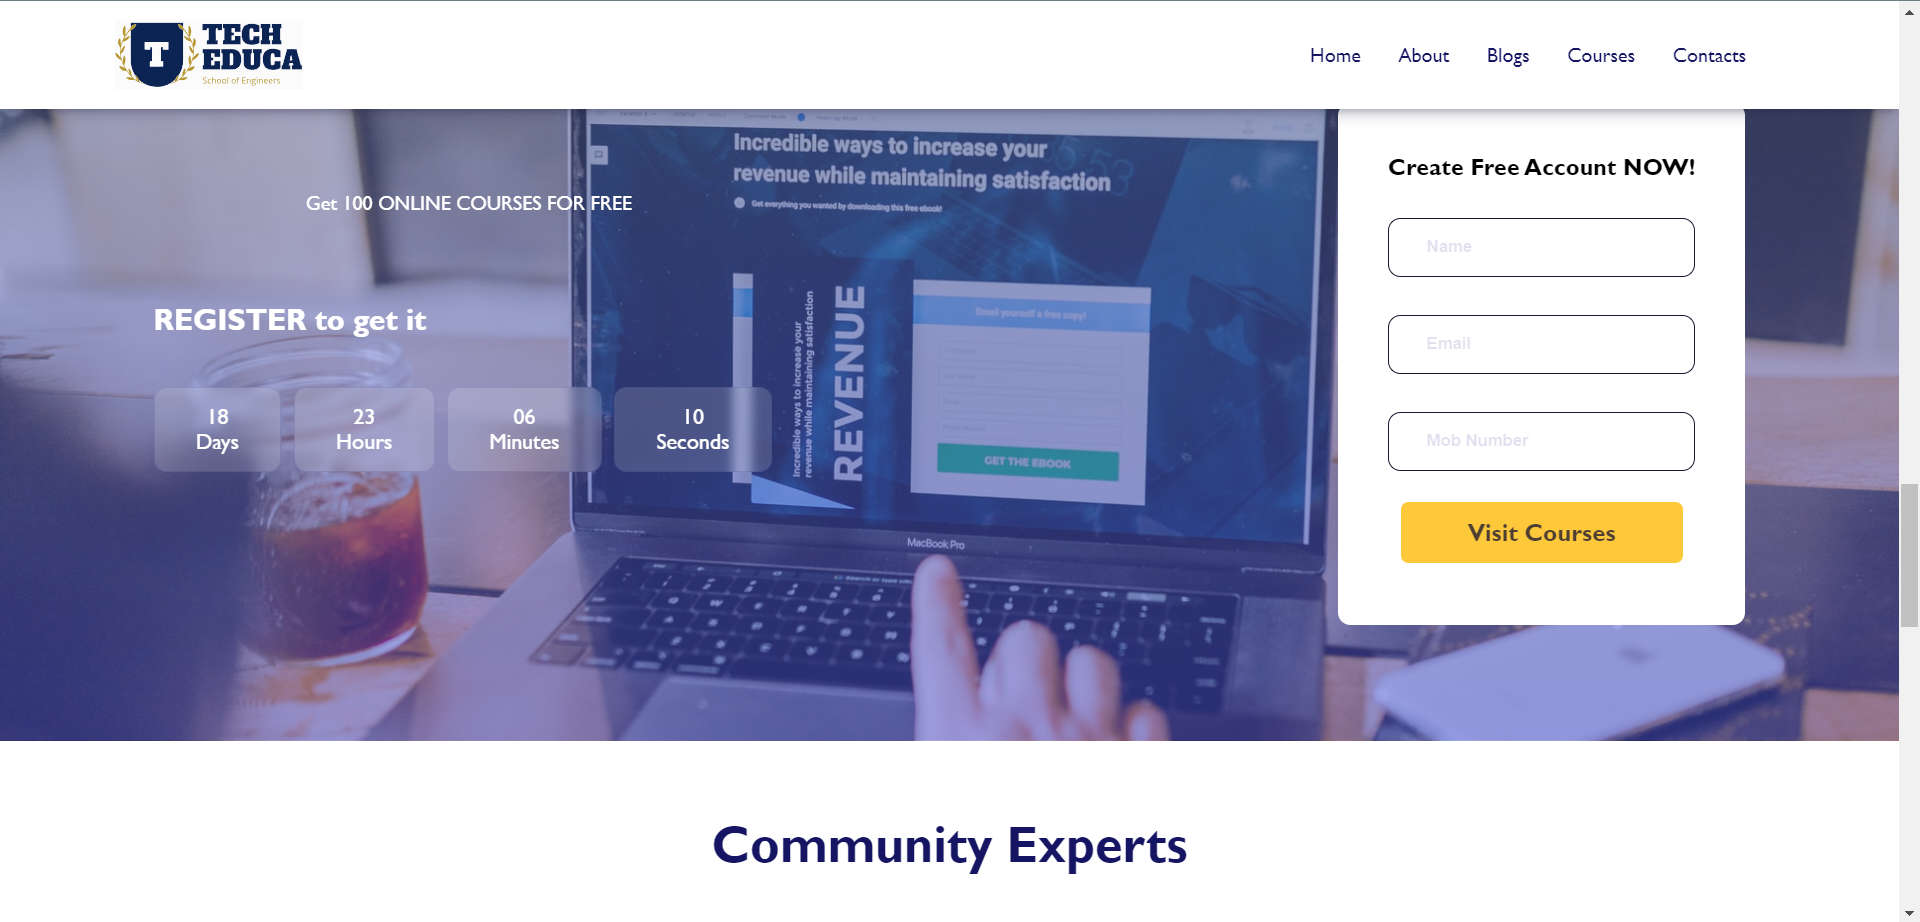 TECH
EDUCA
T
School of Engineers
Home
About
Blogs
Courses
Contacts
Incredible ways to increase your
revenue while maintaining satisfaction
Get everything you wanted by downloading this free ebook!
Get 100 ONLINE COURSES FOR FREE
REGISTER to get it
18
Days
23
Hours
06
Minutes
10
Seconds
Incredible ways to increase your
revenue while maintaining satisfaction
REVENUE
Email yourself a free copy!
GET THE EBOOK
MacBook Pro
Create Free Account NOW!
Name
Email
Mob Number
Visit Courses
Community Experts